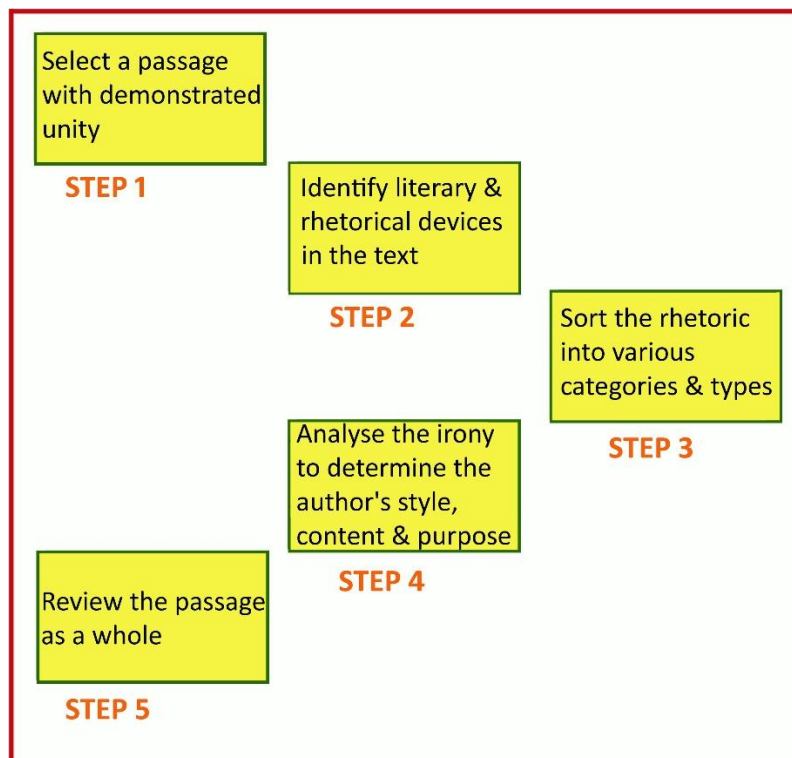 Select a passage
with demonstrated
unity
STEP 1
Identify literary &
rhetorical devices
in the text
STEP 2
Sort the rhetoric
into various
categories & types
STEP 3
Analyse the irony
to determine the
author's style,
content & purpose
STEP 4
Review the passage
as a whole
STEP 5